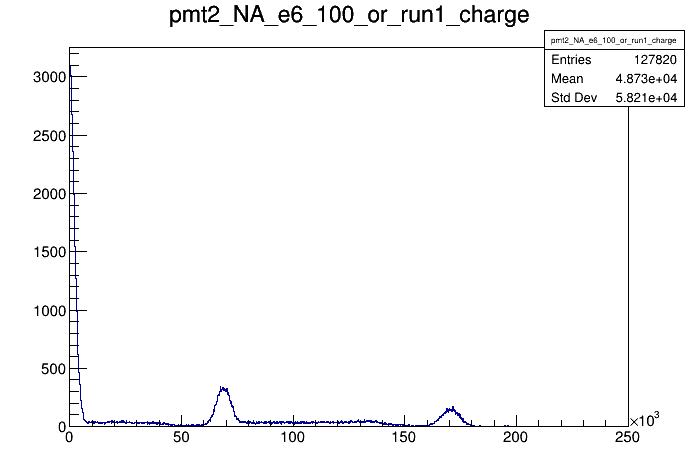 pmt2_NA_e6_100_or_run1_charge
pmt2_NA_e6_100_or_run1_charge
Entries 127820
Mean 4.873e+04
Std Dev 5.821e+04
3000
2500
2000
1500
1000
500
0
0 50 100 150 200 250
×10³